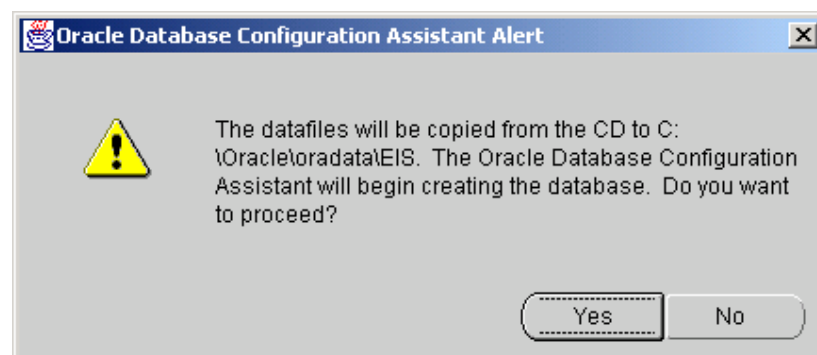 Oracle Database Configuration Assistant Alert
The datafiles will be copied from the CD to C:
\Oracle\oradata\EIS. The Oracle Database Configuration
Assistant will begin creating the database. Do you want
to proceed?
Yes No